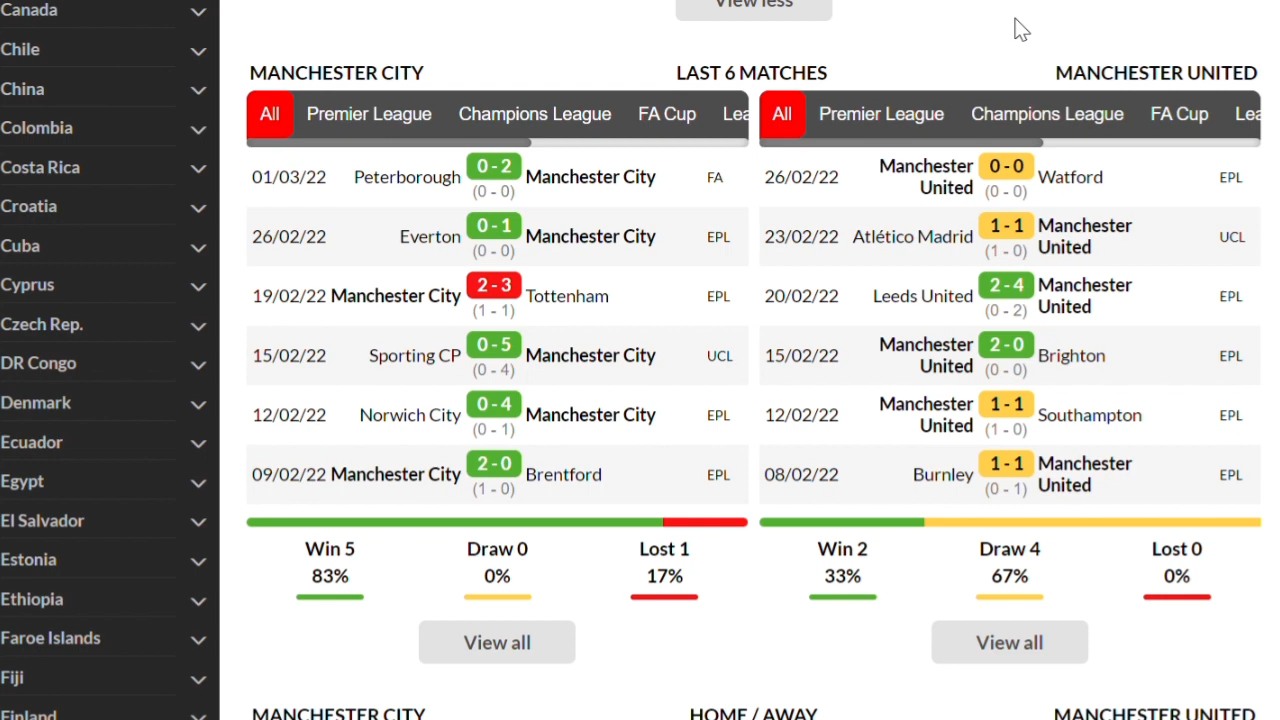 View less
Canada
Chile
China
Colombia
Costa Rica
Croatia
Cuba
Cyprus
Czech Rep.
DR Congo
Denmark
Ecuador
Egypt
El Salvador
Estonia
Ethiopia
Faroe Islands
Fiji
Finland
MANCHESTER CITY LAST 6 MATCHES MANCHESTER UNITED
All Premier League Champions League FA Cup Lea
01/03/22 Peterborough 0 - 2 Manchester City FA
(0 - 0)
26/02/22 Everton 0 - 1 Manchester City EPL
(0 - 0)
19/02/22 Manchester City 2 - 3 Tottenham EPL
(1 - 1)
15/02/22 Sporting CP 0 - 5 Manchester City UCL
(0 - 4)
12/02/22 Norwich City 0 - 4 Manchester City EPL
(0 - 1)
09/02/22 Manchester City 2 - 0 Brentford EPL
(1 - 0)
Win 5 Draw 0 Lost 1
83% 0% 17%
View all
All Premier League Champions League FA Cup Lea
26/02/22 Manchester United 0 - 0 Watford EPL
(0 - 0)
23/02/22 Atlético Madrid 1 - 1 Manchester United UCL
(1 - 0)
20/02/22 Leeds United 2 - 4 Manchester United EPL
(0 - 2)
15/02/22 Manchester United 2 - 0 Brighton EPL
(0 - 0)
12/02/22 Manchester United 1 - 1 Southampton EPL
(1 - 0)
08/02/22 Burnley 1 - 1 Manchester United EPL
(0 - 1)
Win 2 Draw 4 Lost 0
33% 67% 0%
View all
MANCHESTER CITY HOME / AWAY MANCHESTER UNITED